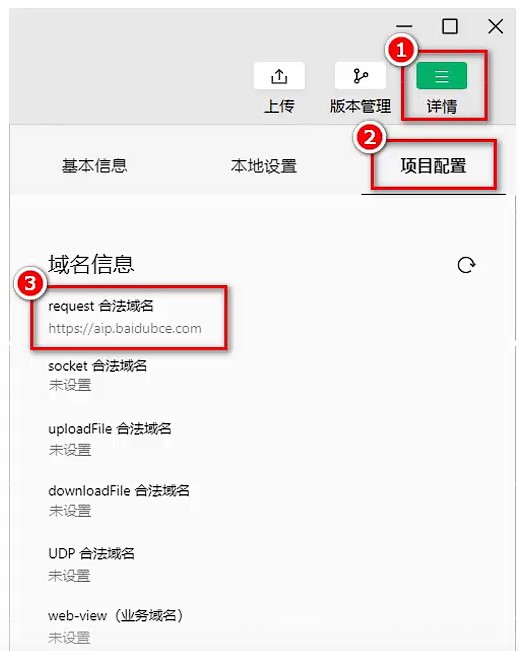 1
上传 版本管理 详情
2
基本信息 本地设置 项目配置
域名信息
3
request 合法域名
https://aip.baidubce.com
socket 合法域名
未设置
uploadFile 合法域名
未设置
downloadFile 合法域名
未设置
UDP 合法域名
未设置
web-view（业务域名）
未设置